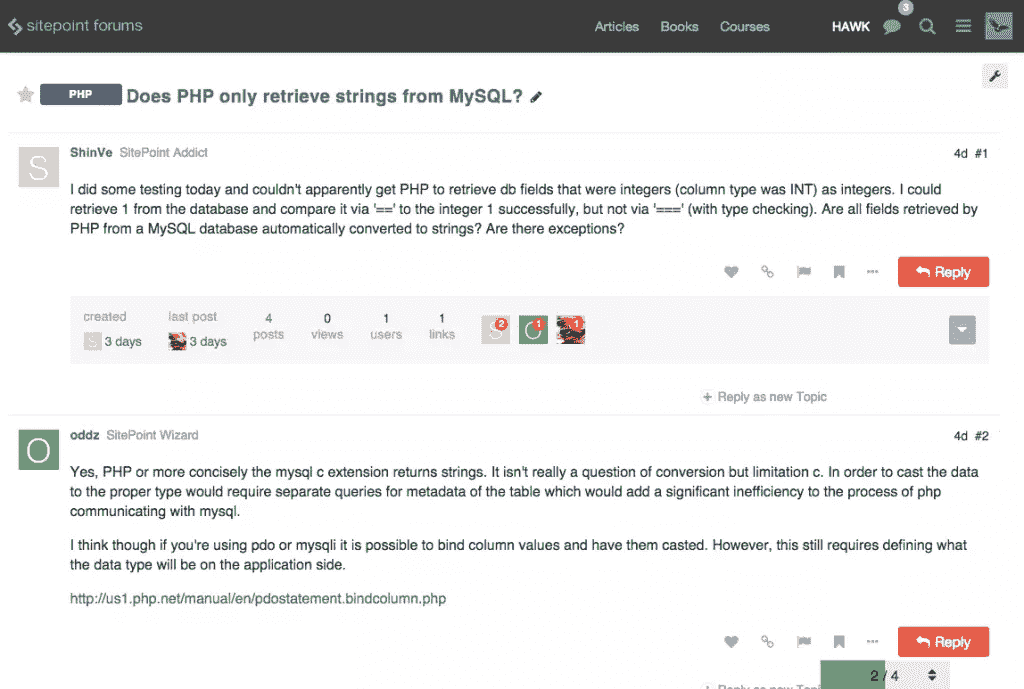 sitepoint forums
Articles
Books
Courses
HAWK
3
PHP
Does PHP only retrieve strings from MySQL?
S
ShinVe SitePoint Addict
4d #1
I did some testing today and couldn't apparently get PHP to retrieve db fields that were integers (column type was INT) as integers. I could
retrieve 1 from the database and compare it via '==' to the integer 1 successfully, but not via '===' (with type checking). Are all fields retrieved by
PHP from a MySQL database automatically converted to strings? Are there exceptions?
Reply
created
last post
4
0
1
1
S
2
O
1
1
S
3 days
3 days
posts
views
users
links
+ Reply as new Topic
O
oddz SitePoint Wizard
4d #2
Yes, PHP or more concisely the mysql c extension returns strings. It isn't really a question of conversion but limitation c. In order to cast the data
to the proper type would require separate queries for metadata of the table which would add a significant inefficiency to the process of php
communicating with mysql.
I think though if you're using pdo or mysqli it is possible to bind column values and have them casted. However, this still requires defining what
the data type will be on the application side.
http://us1.php.net/manual/en/pdostatement.bindcolumn.php
Reply
2 / 4
+ Reply as new Topi